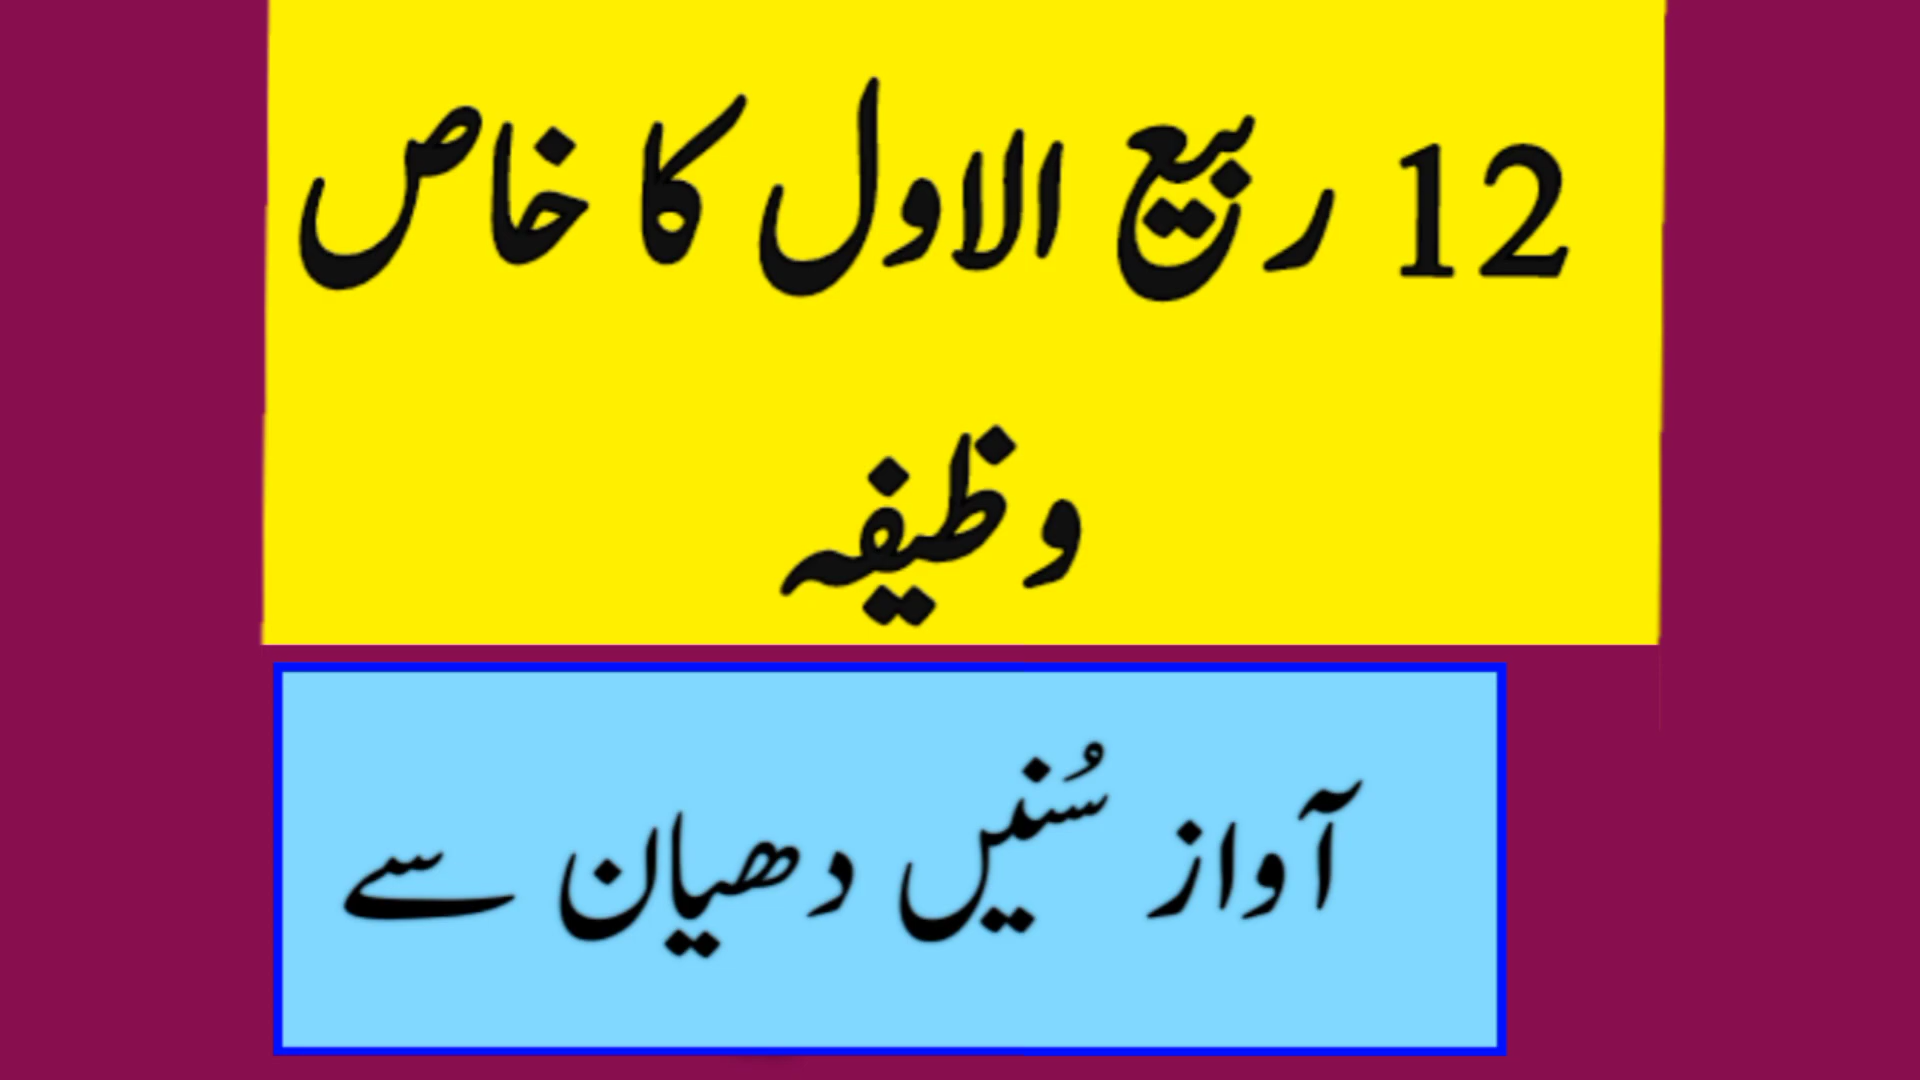 12 ربیع الاول کا خاص
وظیفہ
آواز سُنیں دھیان سے